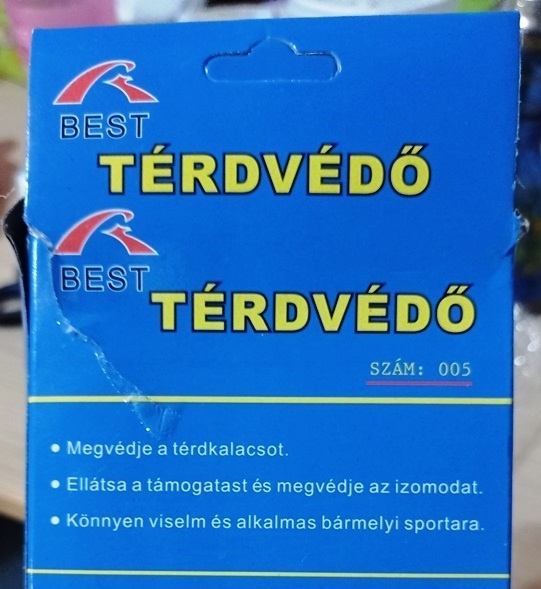 BEST
TÉRDVÉDŐ
BEST
TÉRDVÉDŐ
SZÁM: 005
• Megvédje a térdkalacsot.
• Ellátsa a támogatast és megvédje az izomodat.
• Könnyen viselm és alkalmas bármelyi sportara.